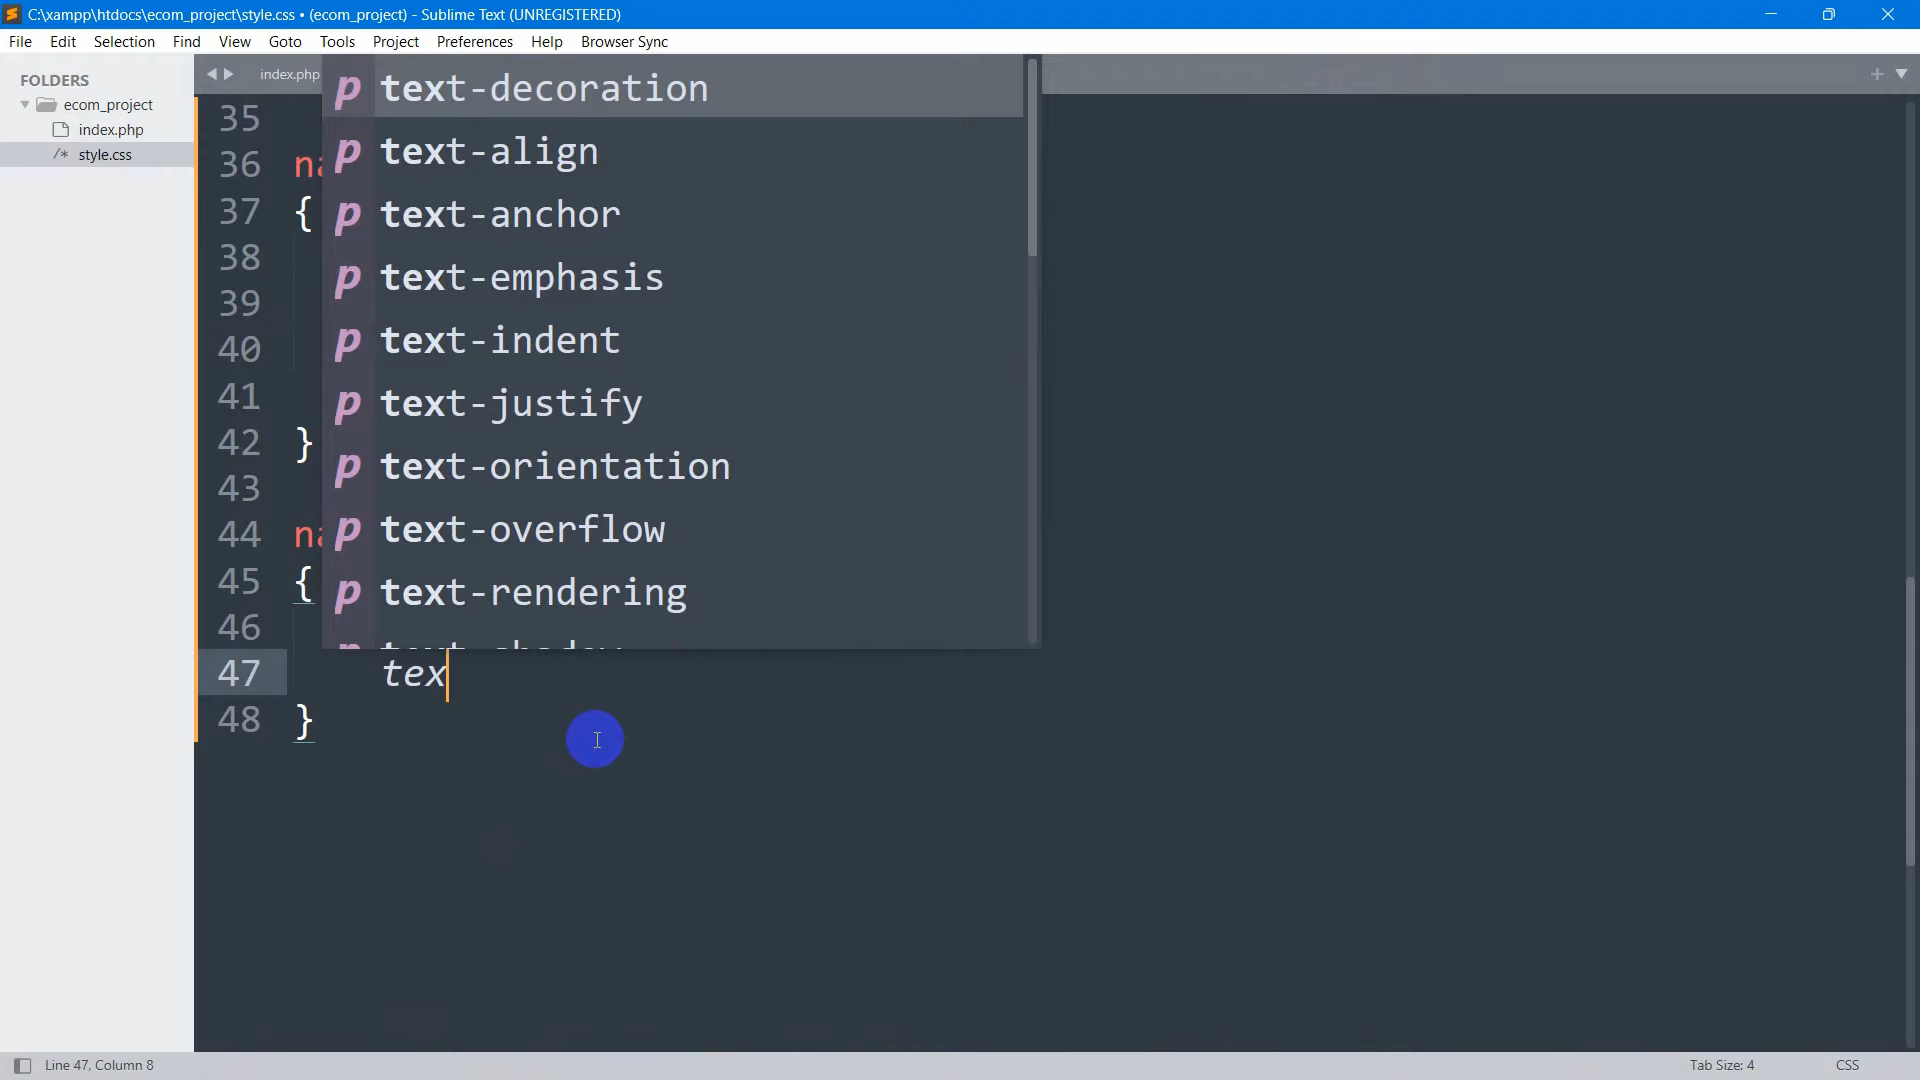 C:\xampp\htdocs\ecom_project\style.css • (ecom_project) - Sublime Text (UNREGISTERED)
File Edit Selection Find View Goto Tools Project Preferences Help Browser Sync
FOLDERS
ecom_project
index.php
/* style.css
index.php
p text-decoration
p text-align
p text-anchor
p text-emphasis
p text-indent
p text-justify
p text-orientation
p text-overflow
p text-rendering
35
36 na
37 {
38
39
40
41
42 }
43
44 na
45 {
46
47 tex
48 }
Line 47, Column 8
Tab Size: 4
CSS